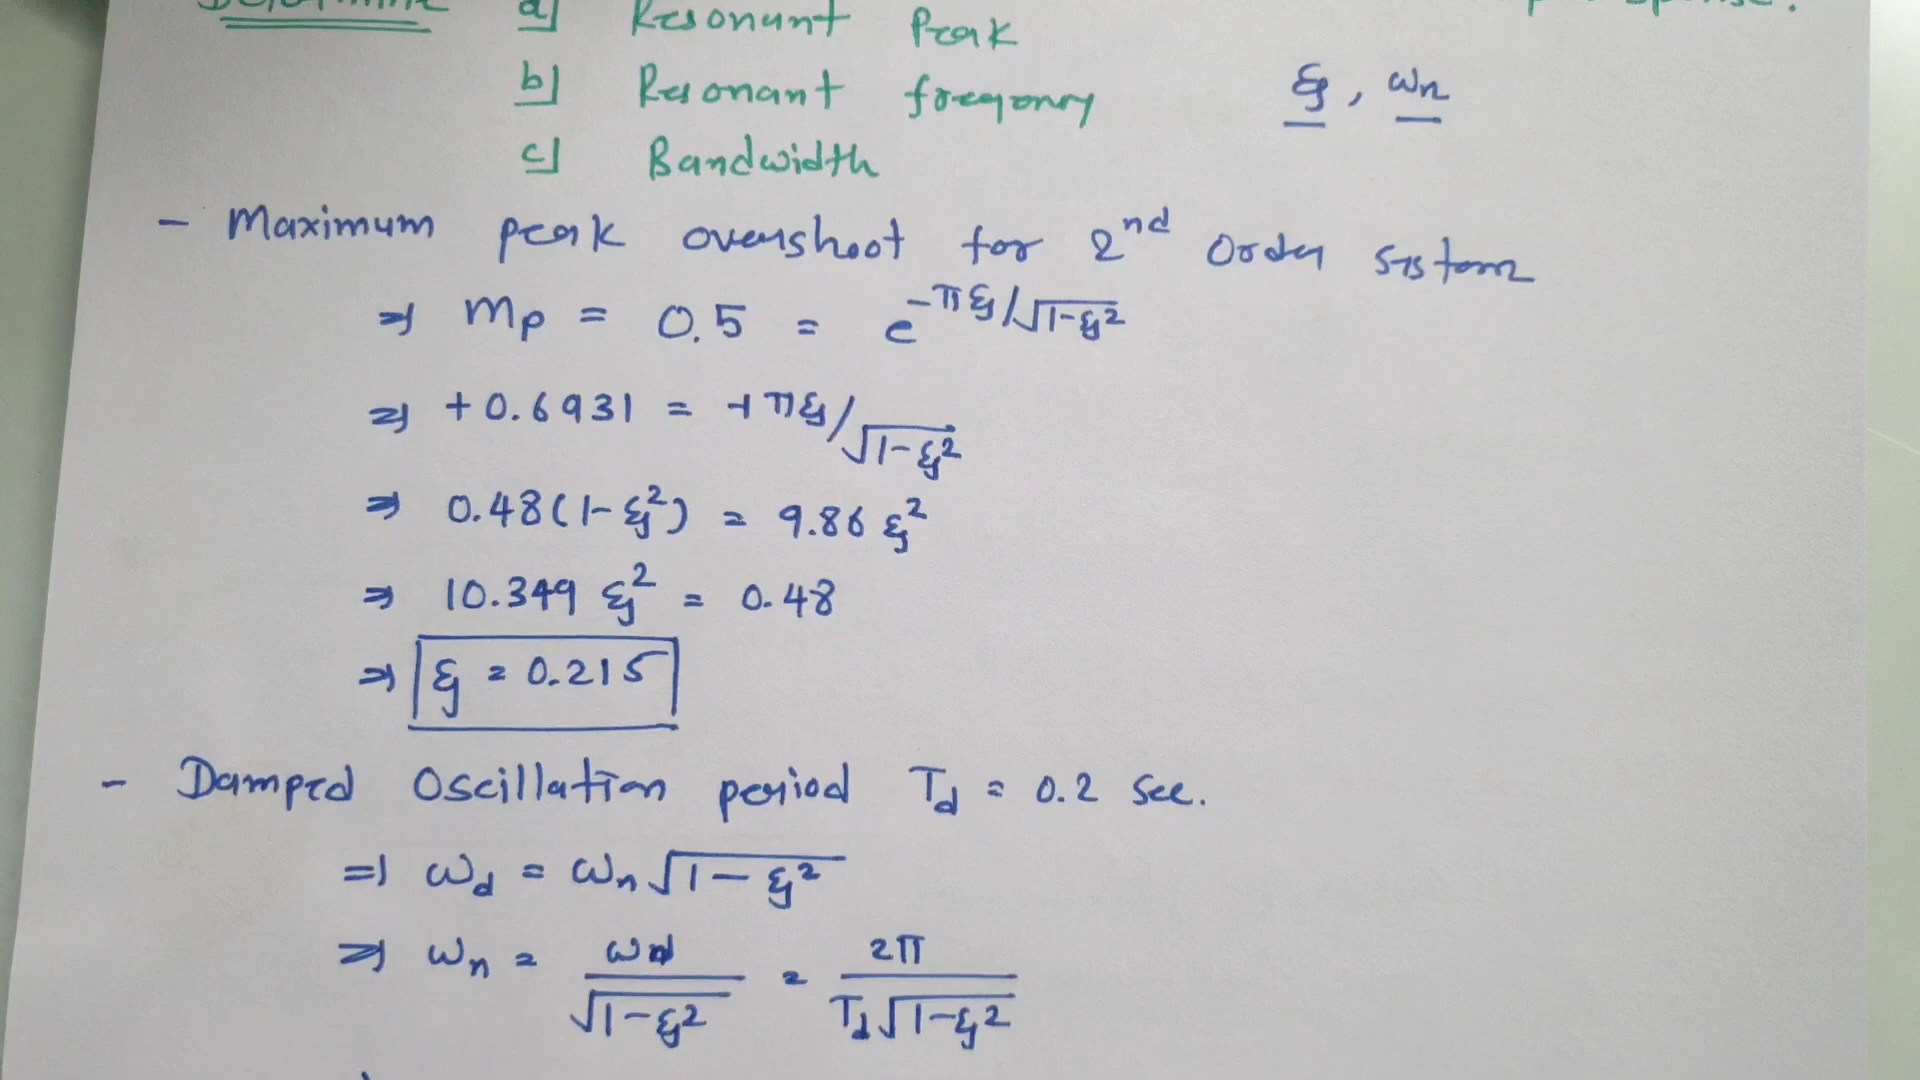 Determine a] Resonant Peak
b] Resonant frequency ξ, ωn
c] Bandwidth
- Maximum peak overshoot for 2nd Order System
⇒ Mp = 0.5 = e^-πξ/√1-ξ²
⇒ +0.6931 = +πξ/√1-ξ²
⇒ 0.48(1-ξ²) = 9.86 ξ²
⇒ 10.349 ξ² = 0.48
⇒ ξ = 0.215
- Damped Oscillation period Td = 0.2 Sec.
⇒ ωd = ωn √1-ξ²
⇒ ωn = ωd/√1-ξ² = 2π/Td√1-ξ²